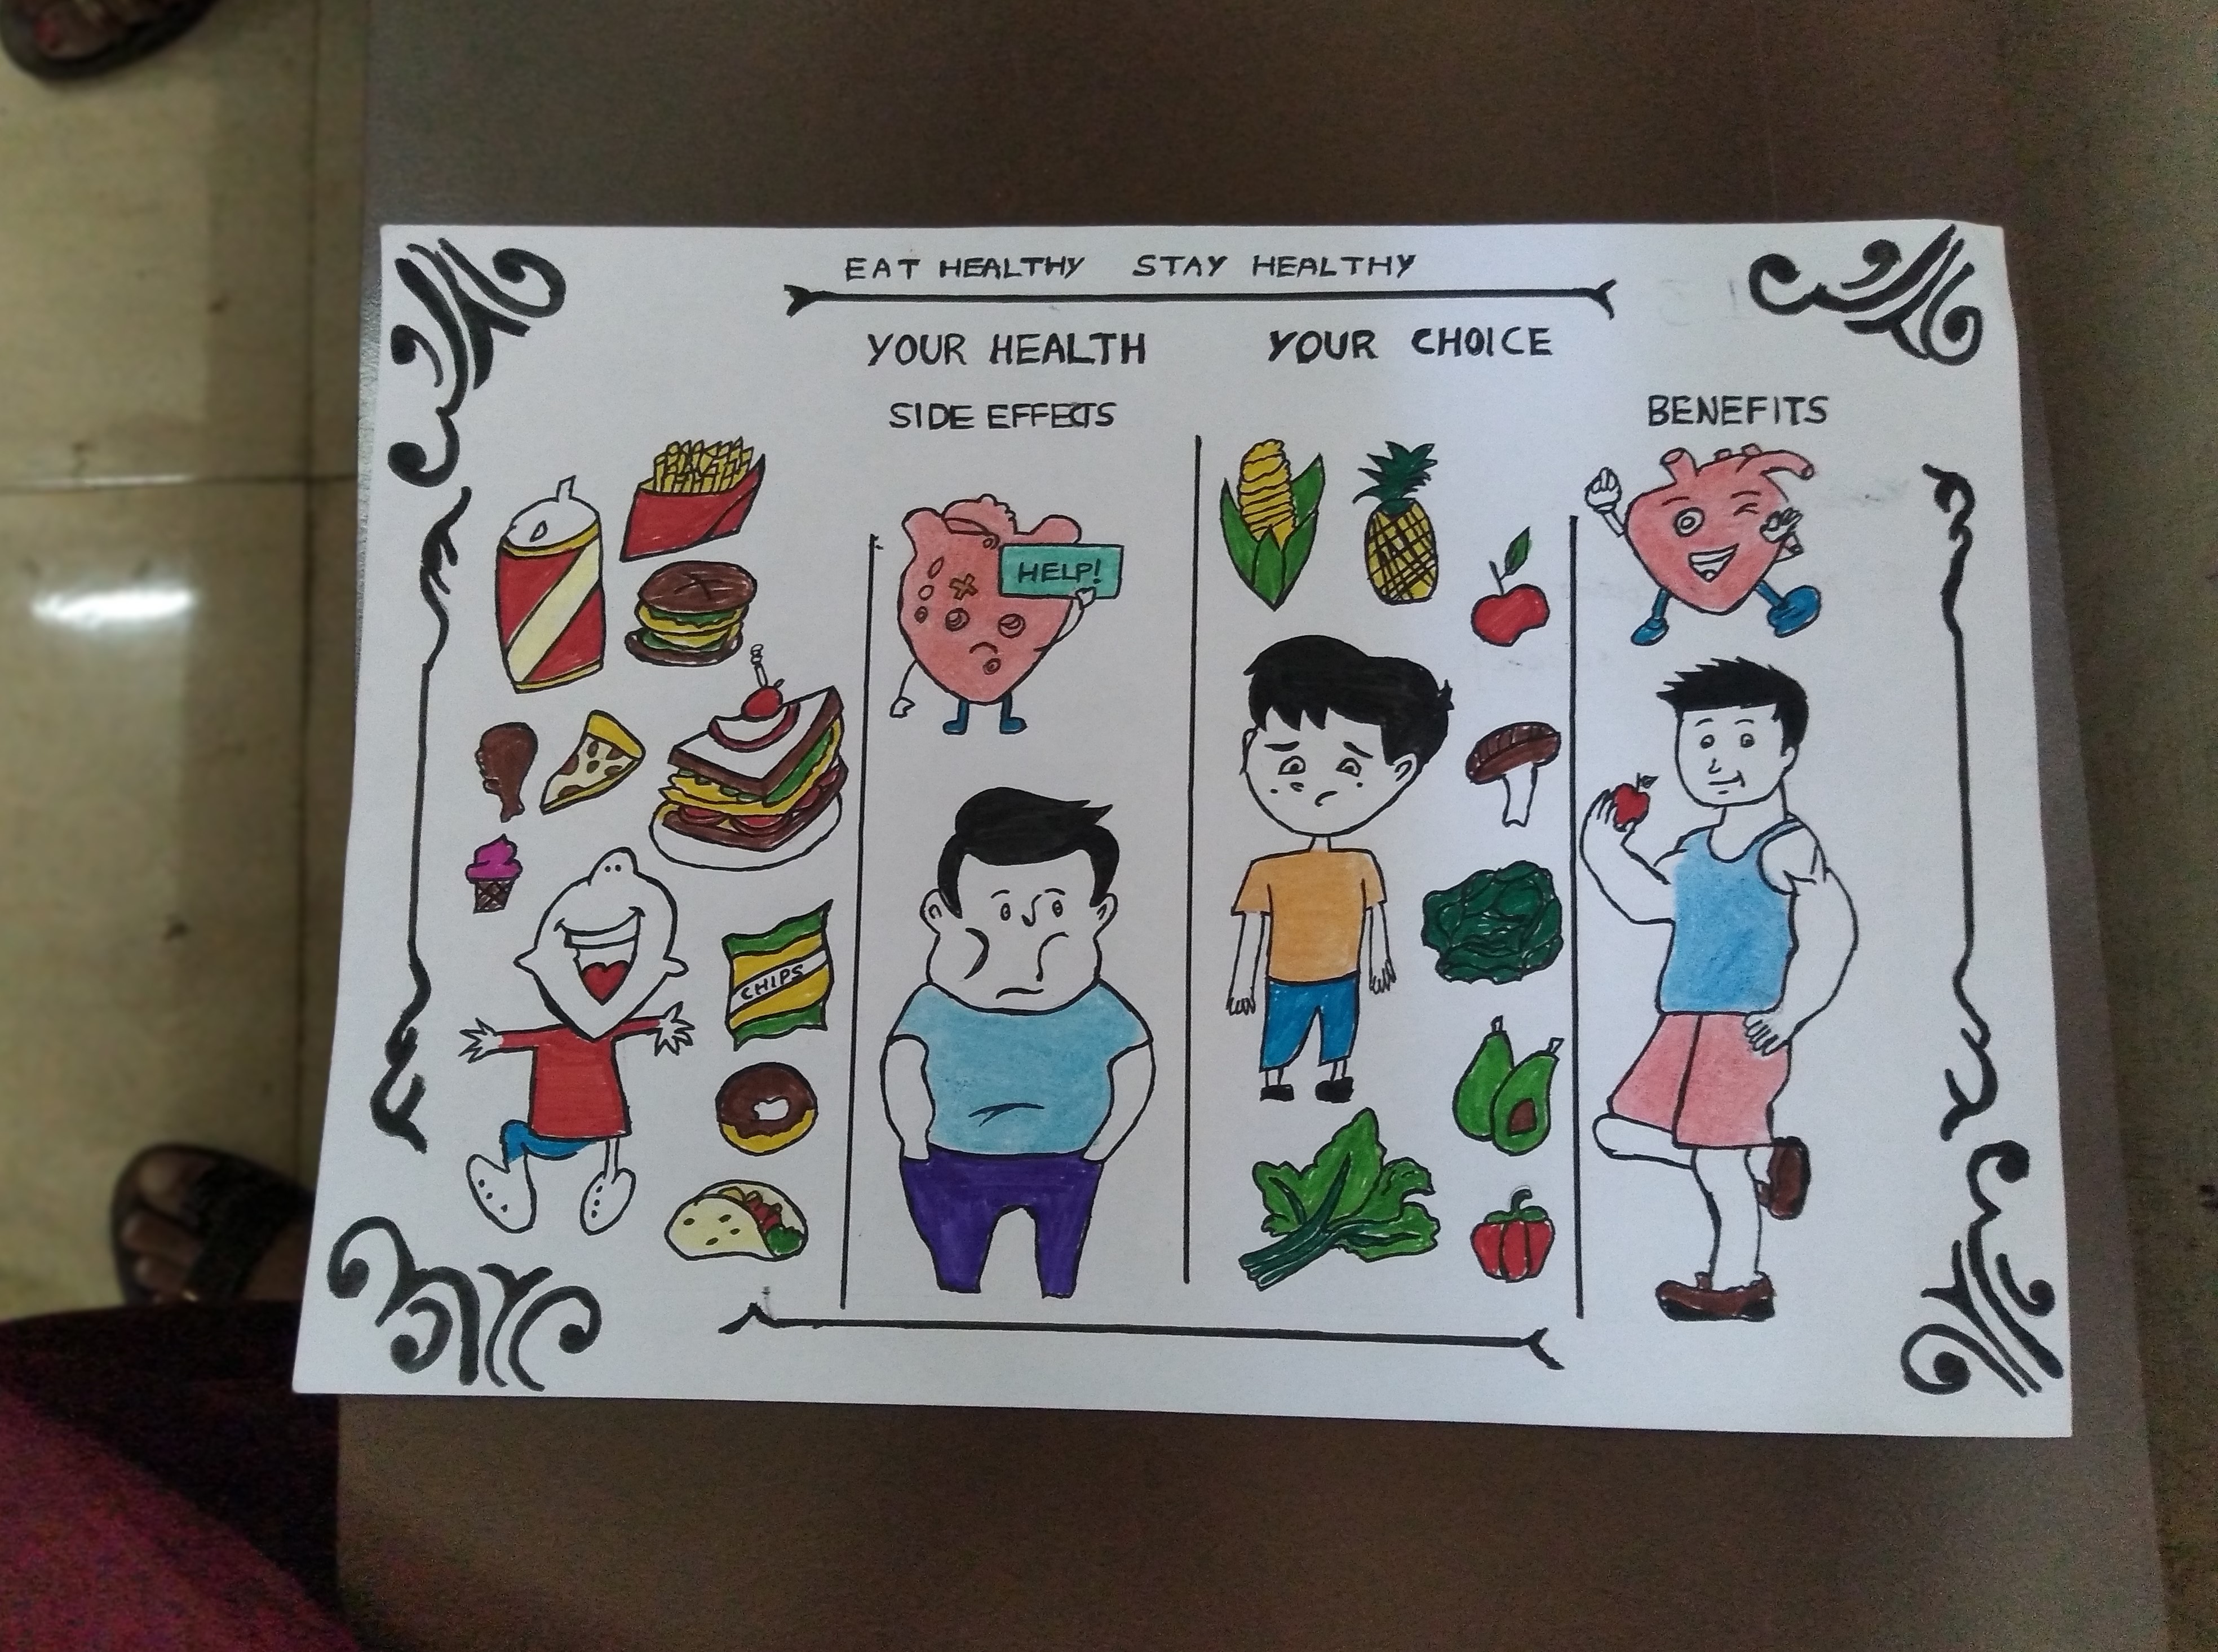 EAT HEALTHY STAY HEALTHY
YOUR HEALTH YOUR CHOICE
SIDE EFFECTS
BENEFITS
HELP!
CHIPS